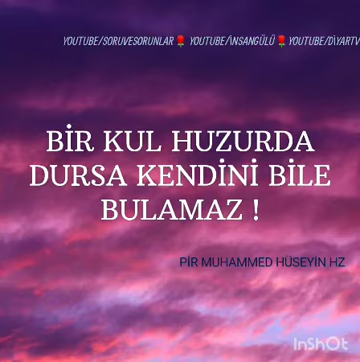 YOUTUBE/SORUVESORUNLAR🌹 YOUTUBE/İNSANGÜLÜ🌹YOUTUBE/DİYARTV
BİR KUL HUZURDA
DURSA KENDİNİ BİLE
BULAMAZ !
PİR MUHAMMED HÜSEYİN HZ
InShOt